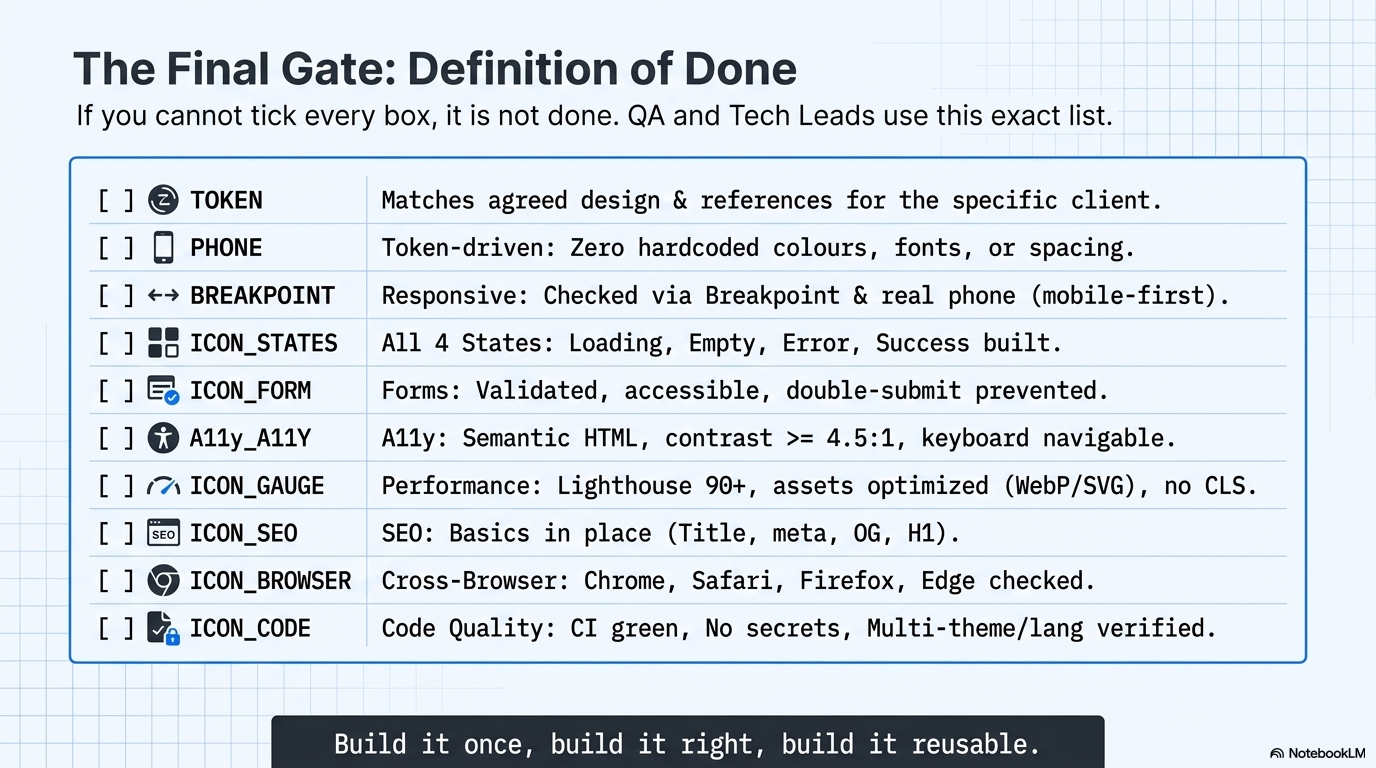 The Final Gate: Definition of Done
If you cannot tick every box, it is not done. QA and Tech Leads use this exact list.
[ ] TOKEN Matches agreed design & references for the specific client.
[ ] PHONE Token-driven: Zero hardcoded colours, fonts, or spacing.
[ ] BREAKPOINT Responsive: Checked via Breakpoint & real phone (mobile-first).
[ ] ICON_STATES All 4 States: Loading, Empty, Error, Success built.
[ ] ICON_FORM Forms: Validated, accessible, double-submit prevented.
[ ] A11y_A11Y A11y: Semantic HTML, contrast >= 4.5:1, keyboard navigable.
[ ] ICON_GAUGE Performance: Lighthouse 90+, assets optimized (WebP/SVG), no CLS.
[ ] SEO ICON_SEO SEO: Basics in place (Title, meta, OG, H1).
[ ] ICON_BROWSER Cross-Browser: Chrome, Safari, Firefox, Edge checked.
[ ] ICON_CODE Code Quality: CI green, No secrets, Multi-theme/lang verified.
Build it once, build it right, build it reusable.
NotebookLM